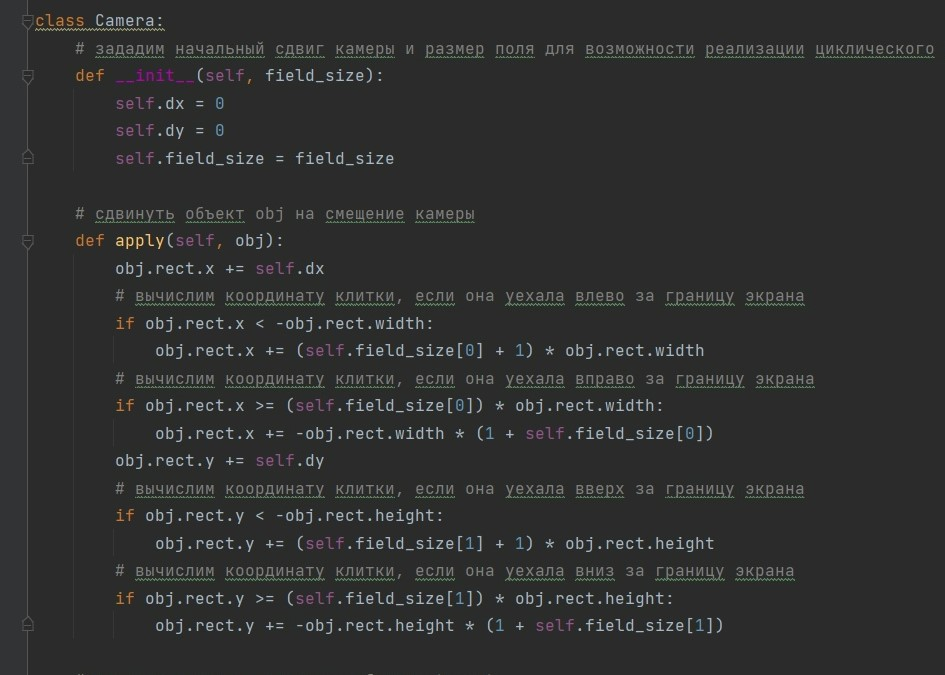 class Camera:
    # зададим начальный сдвиг камеры и размер поля для возможности реализации циклического
    def __init__(self, field_size):
        self.dx = 0
        self.dy = 0
        self.field_size = field_size
    # сдвинуть объект obj на смещение камеры
    def apply(self, obj):
        obj.rect.x += self.dx
        # вычислим координату клитки, если она уехала влево за границу экрана
        if obj.rect.x < -obj.rect.width:
            obj.rect.x += (self.field_size[0] + 1) * obj.rect.width
        # вычислим координату клитки, если она уехала вправо за границу экрана
        if obj.rect.x >= (self.field_size[0]) * obj.rect.width:
            obj.rect.x += -obj.rect.width * (1 + self.field_size[0])
        obj.rect.y += self.dy
        # вычислим координату клитки, если она уехала вверх за границу экрана
        if obj.rect.y < -obj.rect.height:
            obj.rect.y += (self.field_size[1] + 1) * obj.rect.height
        # вычислим координату клитки, если она уехала вниз за границу экрана
        if obj.rect.y >= (self.field_size[1]) * obj.rect.height:
            obj.rect.y += -obj.rect.height * (1 + self.field_size[1])